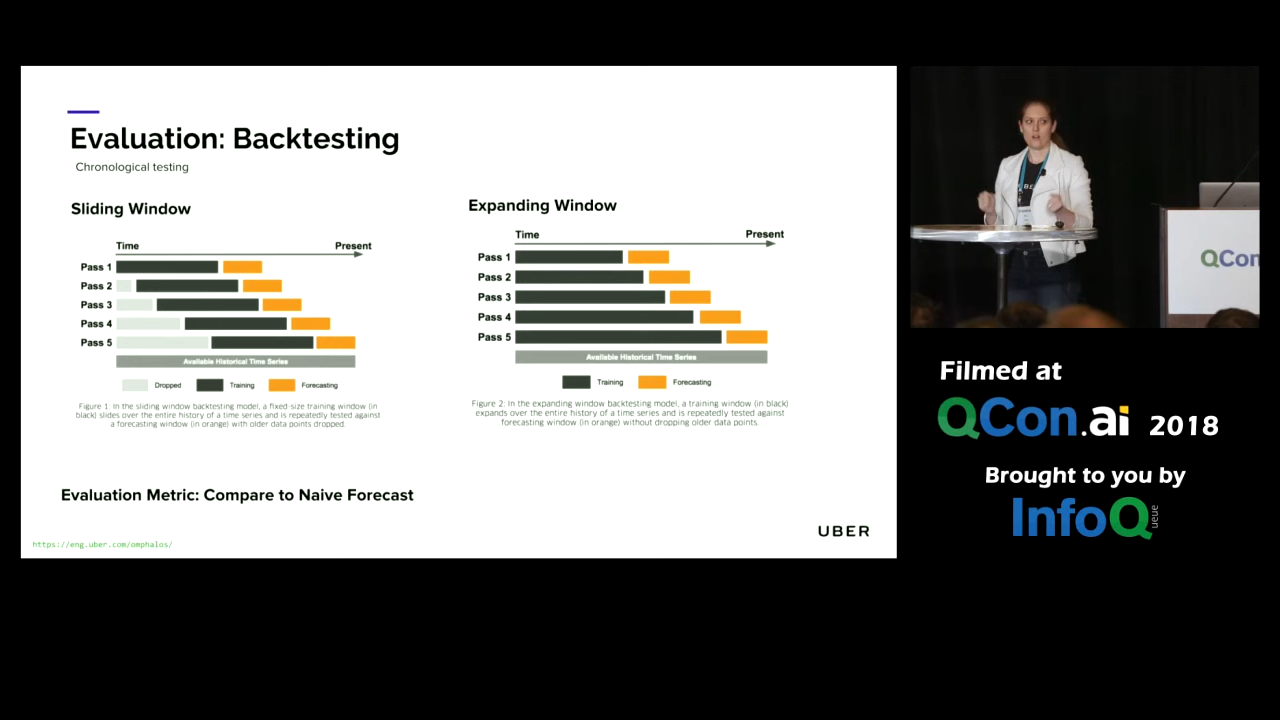 Evaluation: Backtesting
Chronological testing
Sliding Window
Time Present
Pass 1
Pass 2
Pass 3
Pass 4
Pass 5
Available Historical Time Series
Dropped Training Forecasting
Figure 1: In the sliding window backtesting model, a fixed-size training window (in
black) slides over the entire history of a time series and is repeatedly tested against
a forecasting window (in orange) with older data points dropped.
Expanding Window
Time Present
Pass 1
Pass 2
Pass 3
Pass 4
Pass 5
Available Historical Time Series
Training Forecasting
Figure 2: In the expanding window backtesting model, a training window (in black)
expands over the entire history of a time series and is repeatedly tested against
forecasting window (in orange) without dropping older data points.
Evaluation Metric: Compare to Naive Forecast
https://eng.uber.com/omphalos/
UBER
QCon
Filmed at
QCon.ai 2018
Brought to you by
InfoQ
ueue